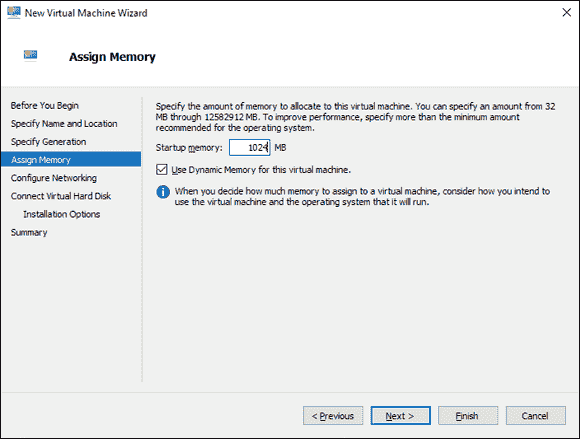 New Virtual Machine Wizard
Assign Memory
Before You Begin
Specify Name and Location
Specify Generation
Assign Memory
Configure Networking
Connect Virtual Hard Disk
Installation Options
Summary
Specify the amount of memory to allocate to this virtual machine. You can specify an amount from 32
MB through 12582912 MB. To improve performance, specify more than the minimum amount
recommended for the operating system.
Startup memory: 1024 MB
Use Dynamic Memory for this virtual machine.
When you decide how much memory to assign to a virtual machine, consider how you intend to
use the virtual machine and the operating system that it will run.
< Previous Next > Finish Cancel